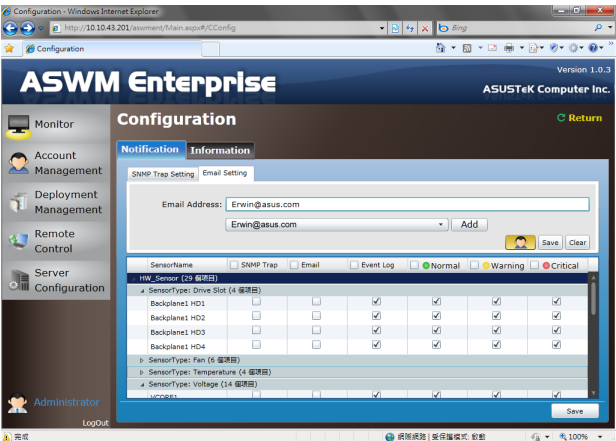 Configuration - Windows Internet Explorer
http://10.10.43.201/aswment/Main.aspx#/CConfig
Bing
Configuration
Version 1.0.3
ASWM Enterprise
ASUSTeK Computer Inc.
Monitor
Account Management
Deployment Management
Remote Control
Server Configuration
Administrator
LogOut
Configuration
Return
Notification Information
SNMP Trap Setting Email Setting
Email Address: Erwin@asus.com
Erwin@asus.com Add
Save Clear
SensorName SNMP Trap Email Event Log Normal Warning Critical
HW_Sensor (29 個項目)
SensorType: Drive Slot (4 個項目)
Backplane1 HD1
Backplane1 HD2
Backplane1 HD3
Backplane1 HD4
SensorType: Fan (6 個項目)
SensorType: Temperature (4 個項目)
SensorType: Voltage (14 個項目)
VCORE1
Save
完成
網際網路 | 受保護模式: 啟動
100%